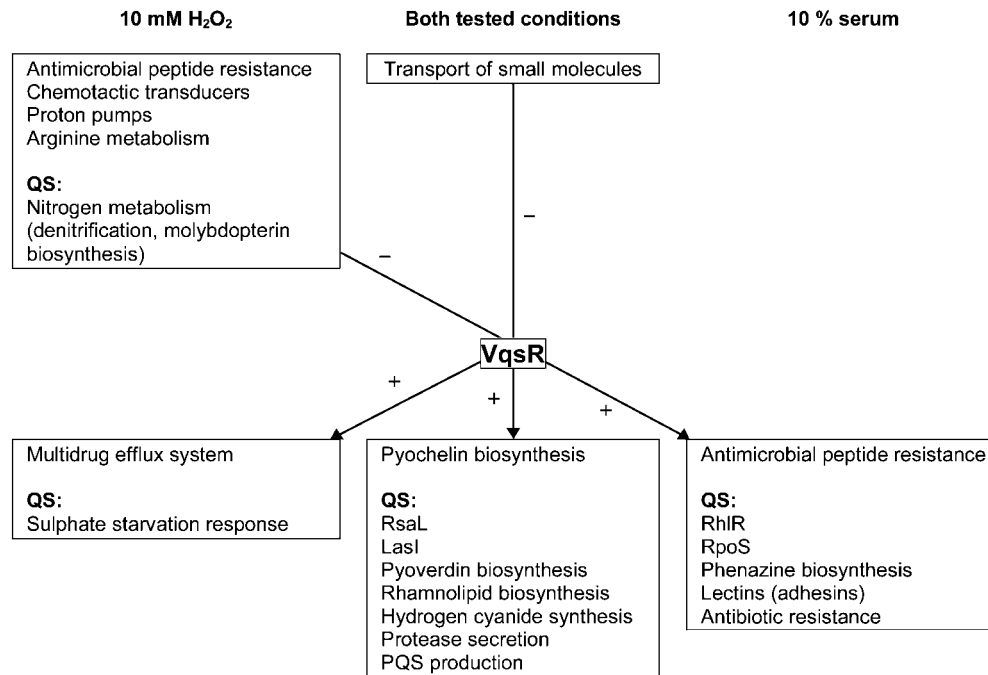 10 mM H₂O₂
Both tested conditions
10 % serum
Antimicrobial peptide resistance
Chemotactic transducers
Proton pumps
Arginine metabolism
QS:
Nitrogen metabolism
(denitrification, molybdopterin
biosynthesis)
Transport of small molecules
−
−
VqsR
+
+
+
Multidrug efflux system
QS:
Sulphate starvation response
Pyochelin biosynthesis
QS:
RsaL
LasI
Pyoverdin biosynthesis
Rhamnolipid biosynthesis
Hydrogen cyanide synthesis
Protease secretion
PQS production
Antimicrobial peptide resistance
QS:
RhlR
RpoS
Phenazine biosynthesis
Lectins (adhesins)
Antibiotic resistance